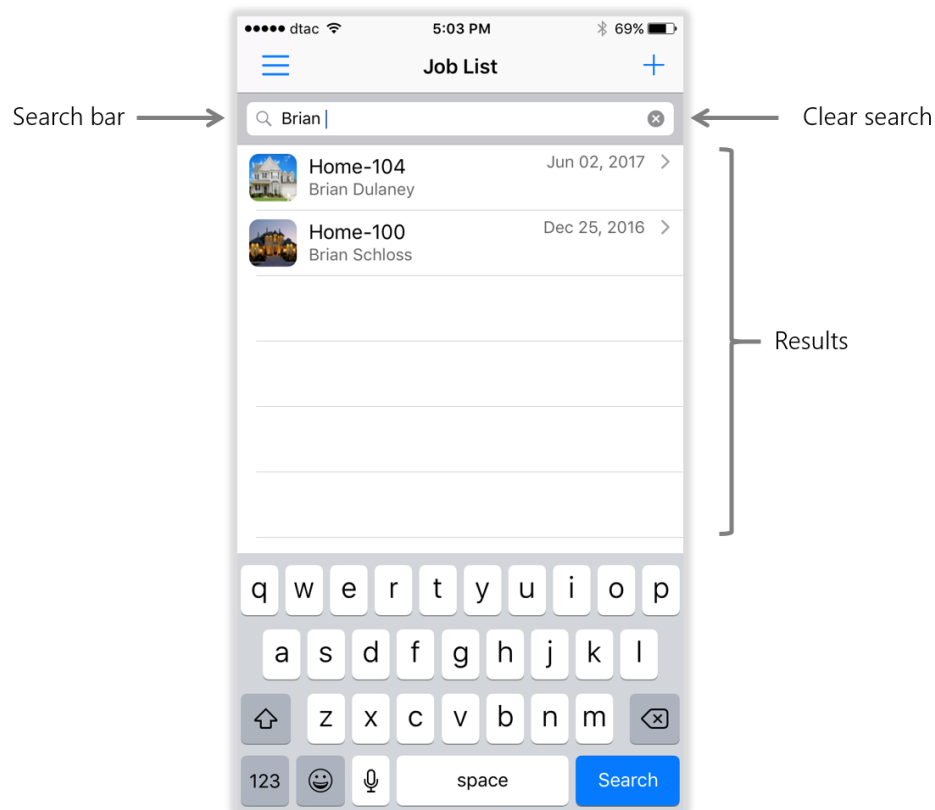 dtac 5:03 PM 69%
Job List
Search bar Brian Clear search
Home-104 Jun 02, 2017
Brian Dulaney
Home-100 Dec 25, 2016
Brian Schloss
Results
q w e r t y u i o p
a s d f g h j k l
z x c v b n m
123 space Search